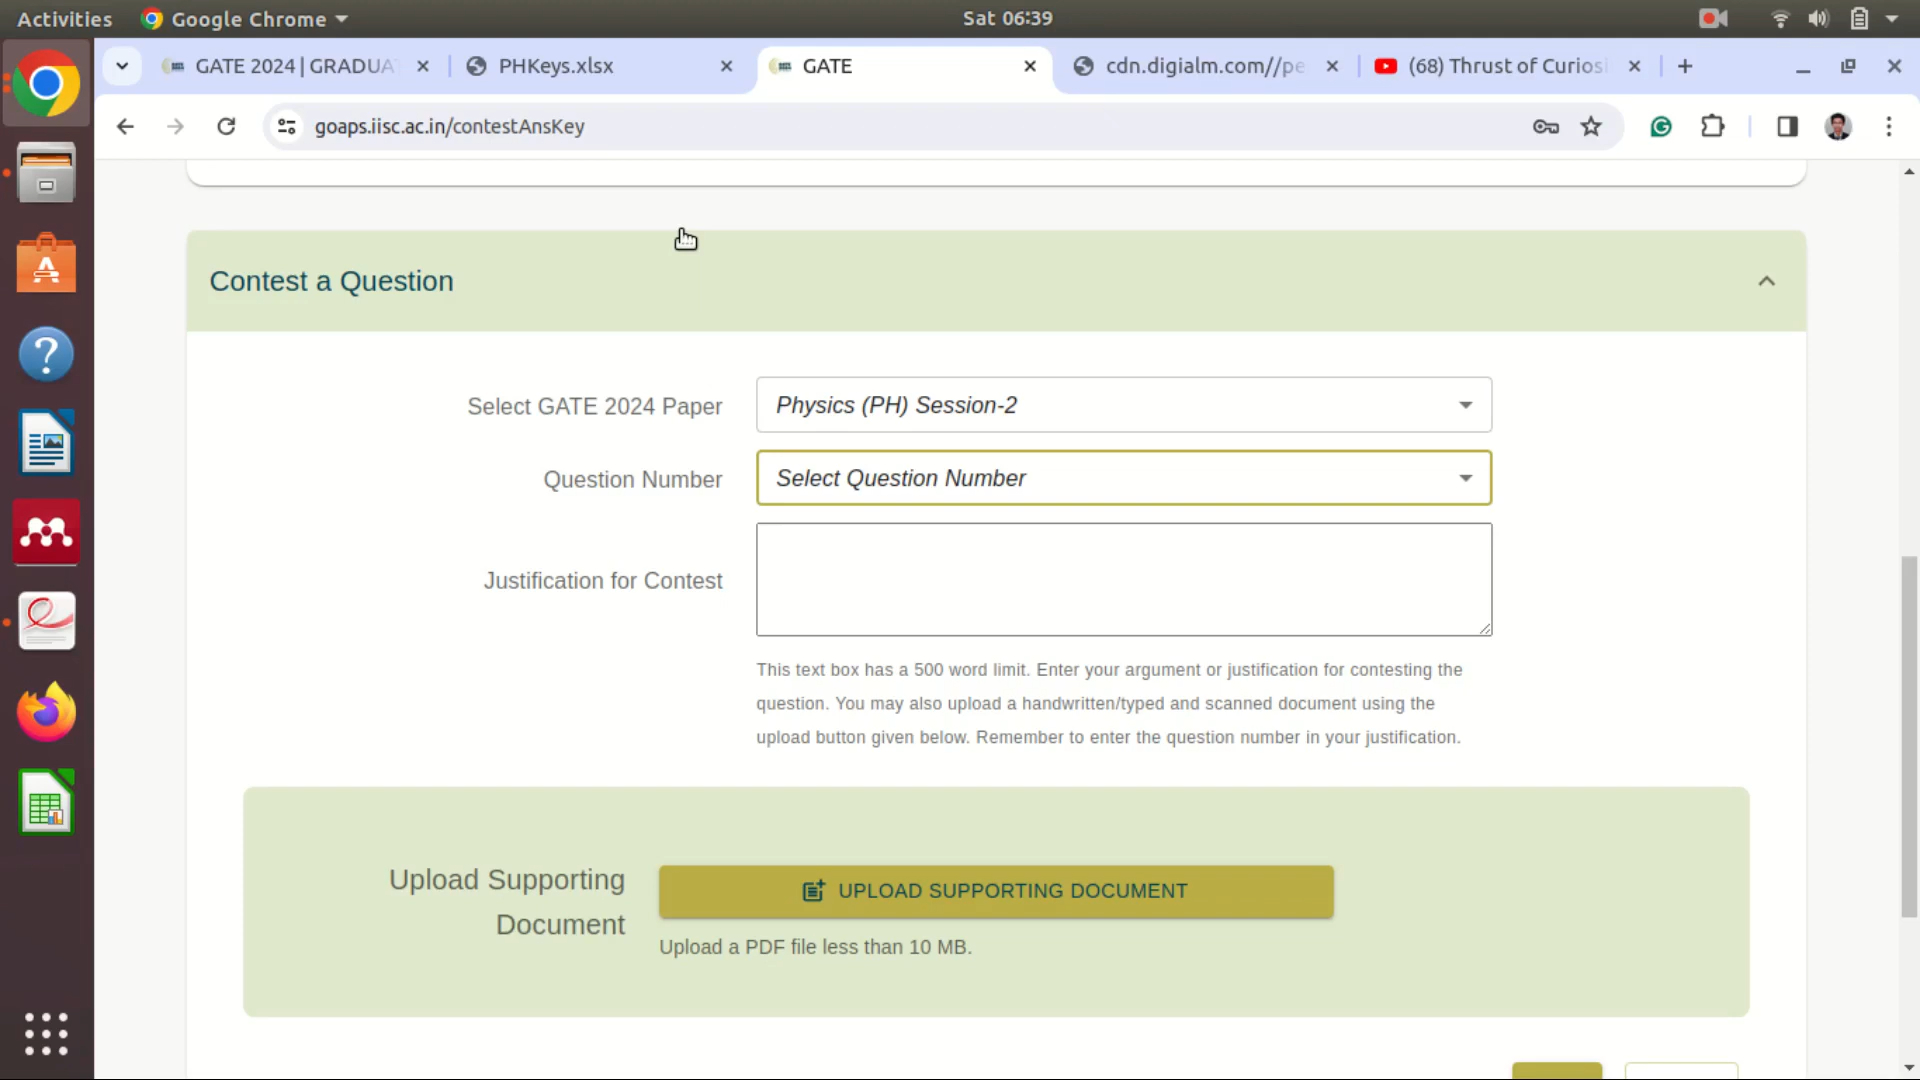 Activities
Google Chrome
Sat 06:39
GATE 2024 | GRADUA
PHKeys.xlsx
GATE
cdn.digialm.com//pe
(68) Thrust of Curios
goaps.iisc.ac.in/contestAnsKey
Contest a Question
Select GATE 2024 Paper
Physics (PH) Session-2
Question Number
Select Question Number
Justification for Contest
This text box has a 500 word limit. Enter your argument or justification for contesting the
question. You may also upload a handwritten/typed and scanned document using the
upload button given below. Remember to enter the question number in your justification.
Upload Supporting
Document
UPLOAD SUPPORTING DOCUMENT
Upload a PDF file less than 10 MB.